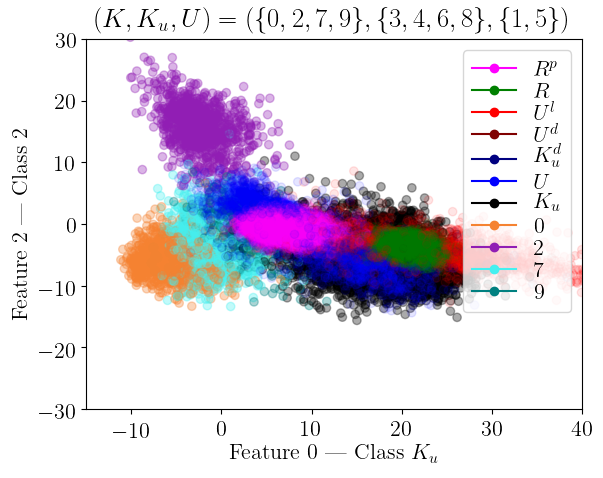 (K, K_u, U) = ({0, 2, 7, 9}, {3, 4, 6, 8}, {1, 5})
30
20
10
0
−10
−20
−30
Feature 2 — Class 2
R^p
R
U^l
U^d
K_u^d
U
K_u
0
2
7
9
−10
0
10
20
30
40
Feature 0 — Class K_u